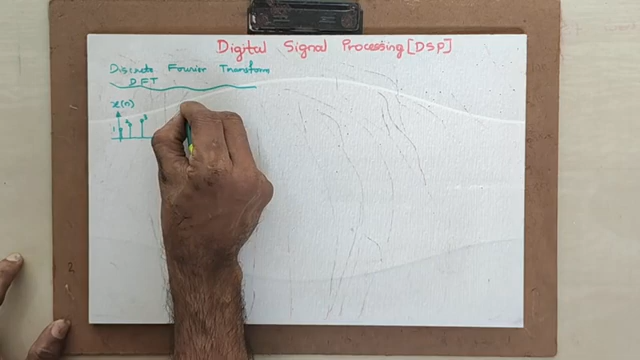 Digital Signal Processing [DSP]
Discrete Fourier Transform
DFT
x(n)